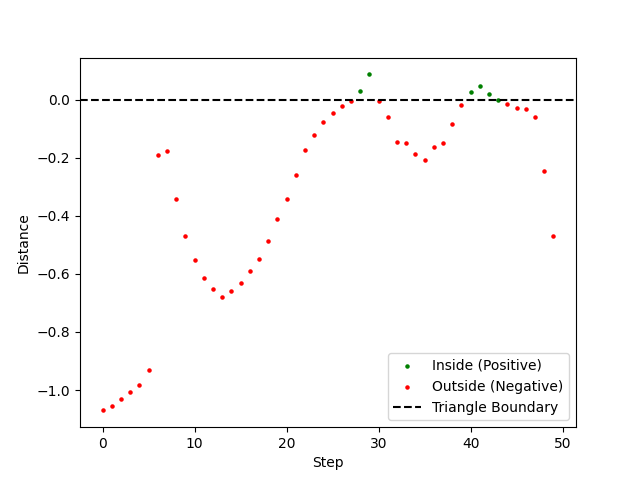 0.0
−0.2
−0.4
−0.6
−0.8
−1.0
Distance
0 10 20 30 40 50
Step
Inside (Positive)
Outside (Negative)
Triangle Boundary